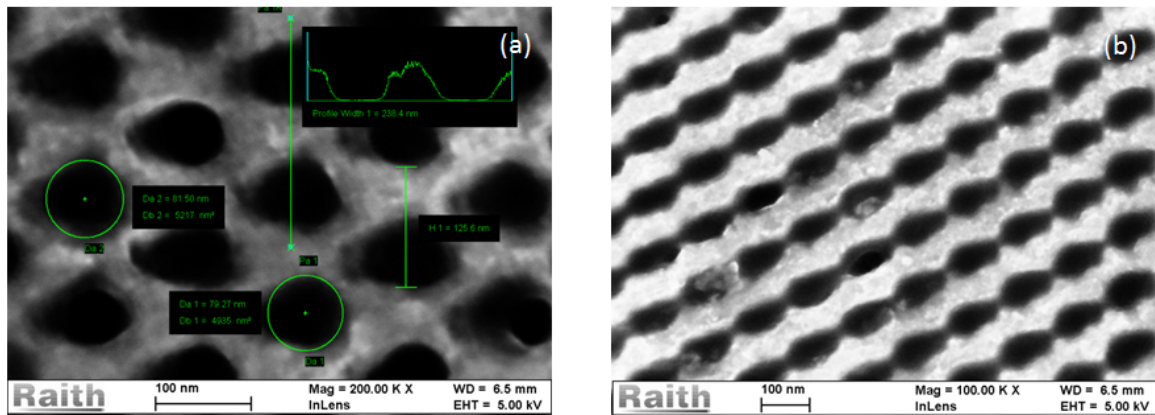 Pa 1k
(a)
Profile Width 1 = 238.4 nm
Da 2 = 81.50 nm
Db 2 = 5217 nm²
Da 2
H 1 = 125.6 nm
Pa 1
Da 1 = 79.27 nm
Db 1 = 4935 nm²
Da 1
Raith
100 nm
Mag = 200.00 K X
WD = 6.5 mm
InLens
EHT = 5.00 kV
(b)
Raith
100 nm
Mag = 100.00 K X
WD = 6.5 mm
InLens
EHT = 5.00 kV